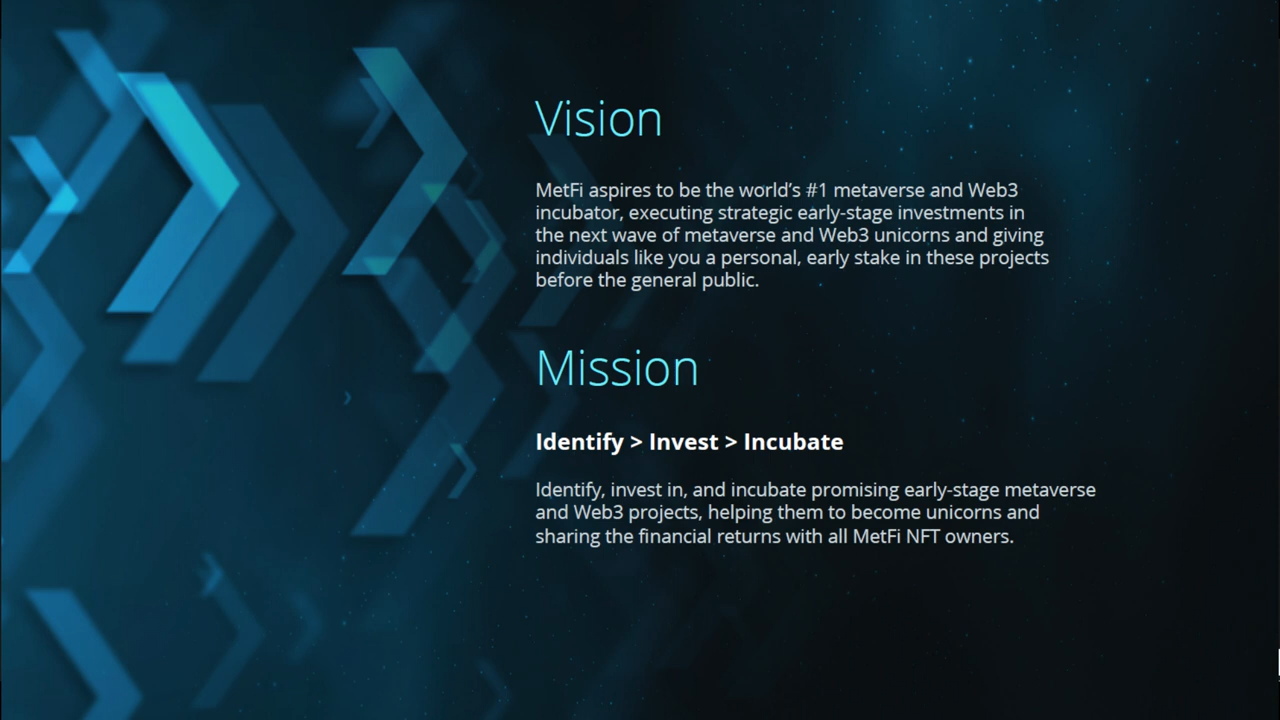 Vision
MetFi aspires to be the world’s #1 metaverse and Web3
incubator, executing strategic early-stage investments in
the next wave of metaverse and Web3 unicorns and giving
individuals like you a personal, early stake in these projects
before the general public.
Mission
Identify > Invest > Incubate
Identify, invest in, and incubate promising early-stage metaverse
and Web3 projects, helping them to become unicorns and
sharing the financial returns with all MetFi NFT owners.